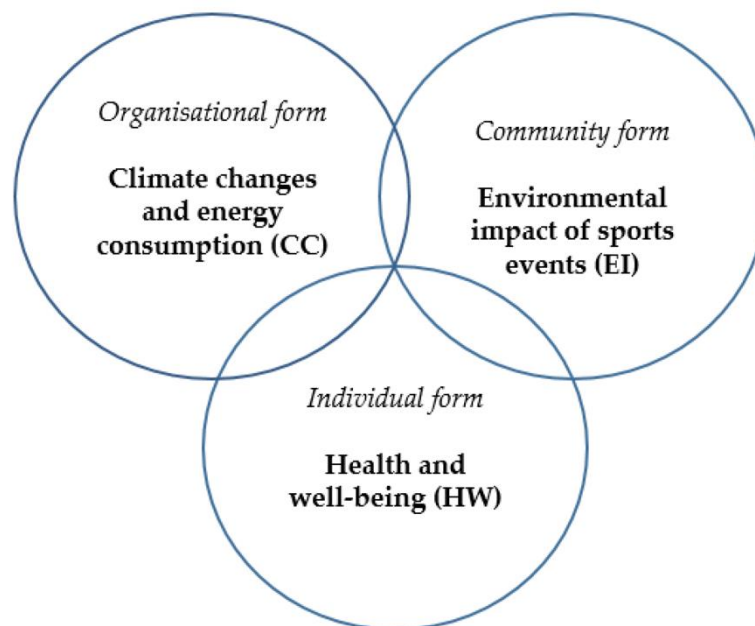 Organisational form
Climate changes
and energy
consumption (CC)
Community form
Environmental
impact of sports
events (EI)
Individual form
Health and
well-being (HW)